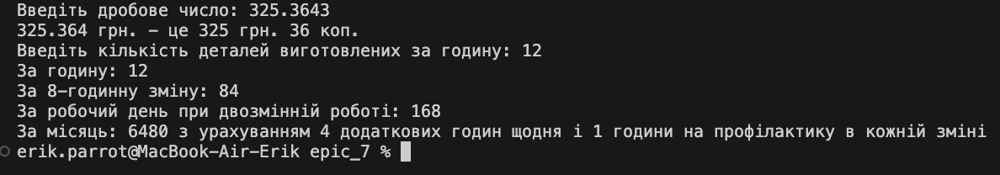 Введіть дробове число: 325.3643
325.364 грн. – це 325 грн. 36 коп.
Введіть кількість деталей виготовлених за годину: 12
За годину: 12
За 8-годинну зміну: 84
За робочий день при двозмінній роботі: 168
За місяць: 6480 з урахуванням 4 додаткових годин щодня і 1 години на профілактику в кожній зміні
erik.parrot@MacBook-Air-Erik epic_7 %